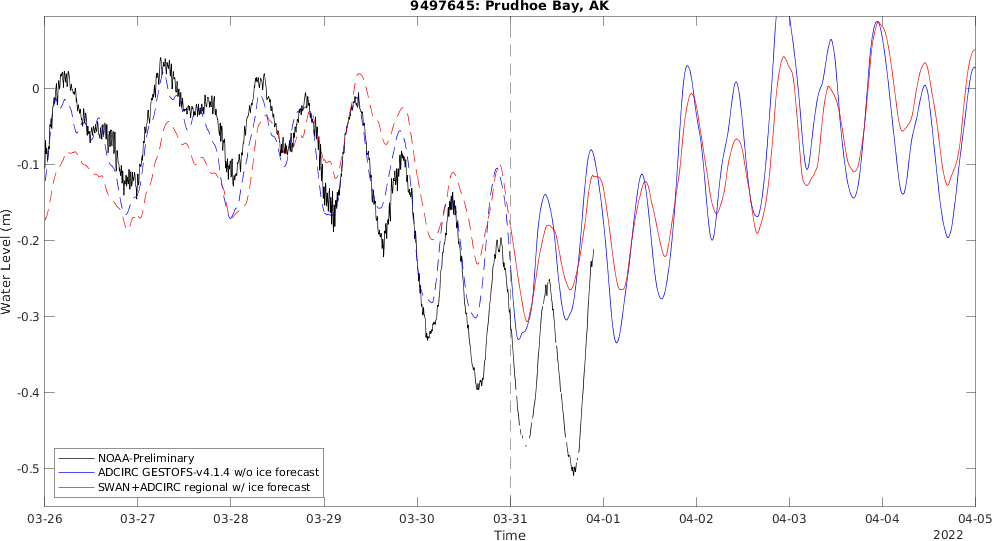 9497645: Prudhoe Bay, AK
Water Level (m)
0
-0.1
-0.2
-0.3
-0.4
-0.5
NOAA-Preliminary
ADCIRC GESTOFS-v4.1.4 w/o ice forecast
SWAN+ADCIRC regional w/ ice forecast
03-26 03-27 03-28 03-29 03-30 03-31 04-01 04-02 04-03 04-04 04-05
Time
2022